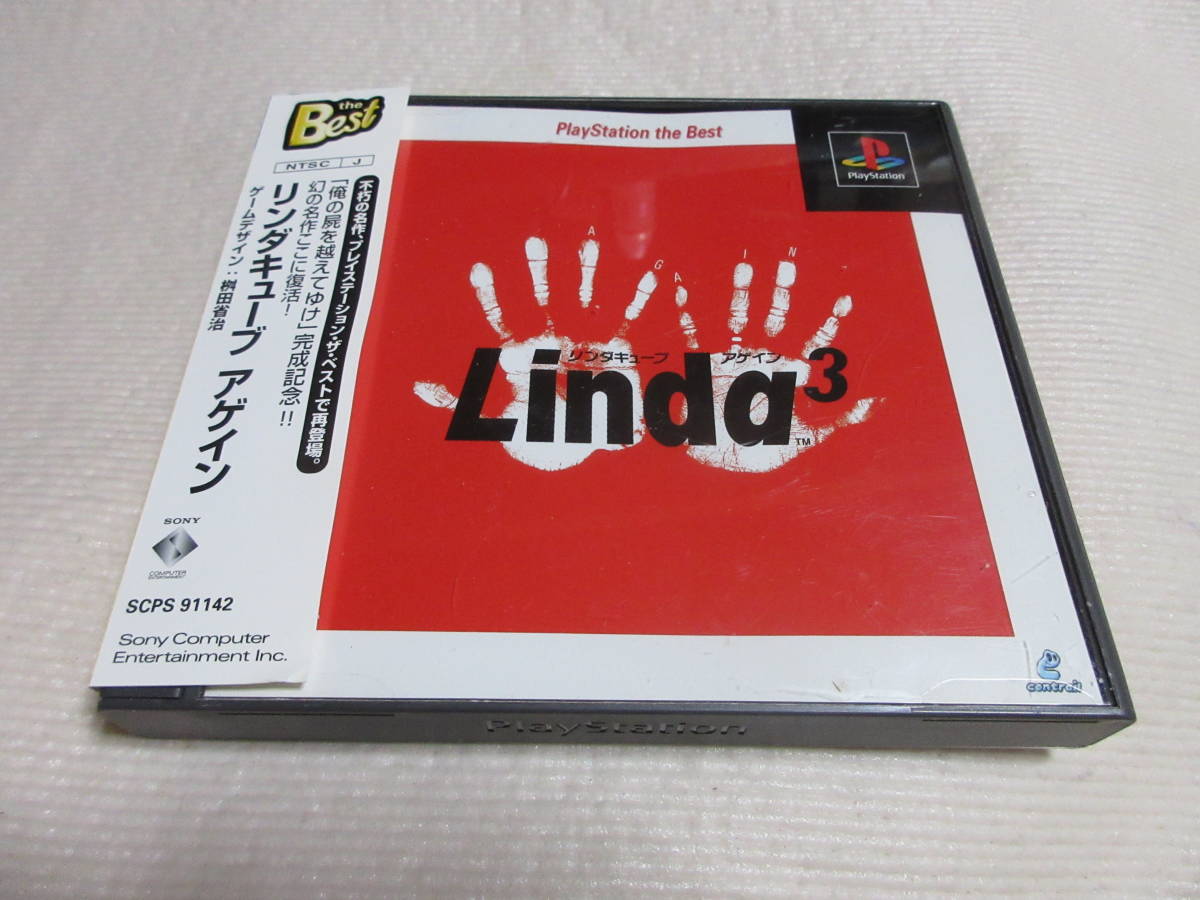 the
Best
NTSC J
不朽の名作、プレイステーション・ザ・ベストで再登場。
「俺の屍を越えてゆけ」完成記念!!
幻の名作ここに復活!
リンダキューブ アゲイン
ゲームデザイン:桝田省治
SONY
COMPUTER
ENTERTAINMENT
SCPS 91142
Sony Computer
Entertainment Inc.
PlayStation the Best
PlayStation
AGAIN
リンダキューブ アゲイン
Linda3 TM
contrail
PlayStation